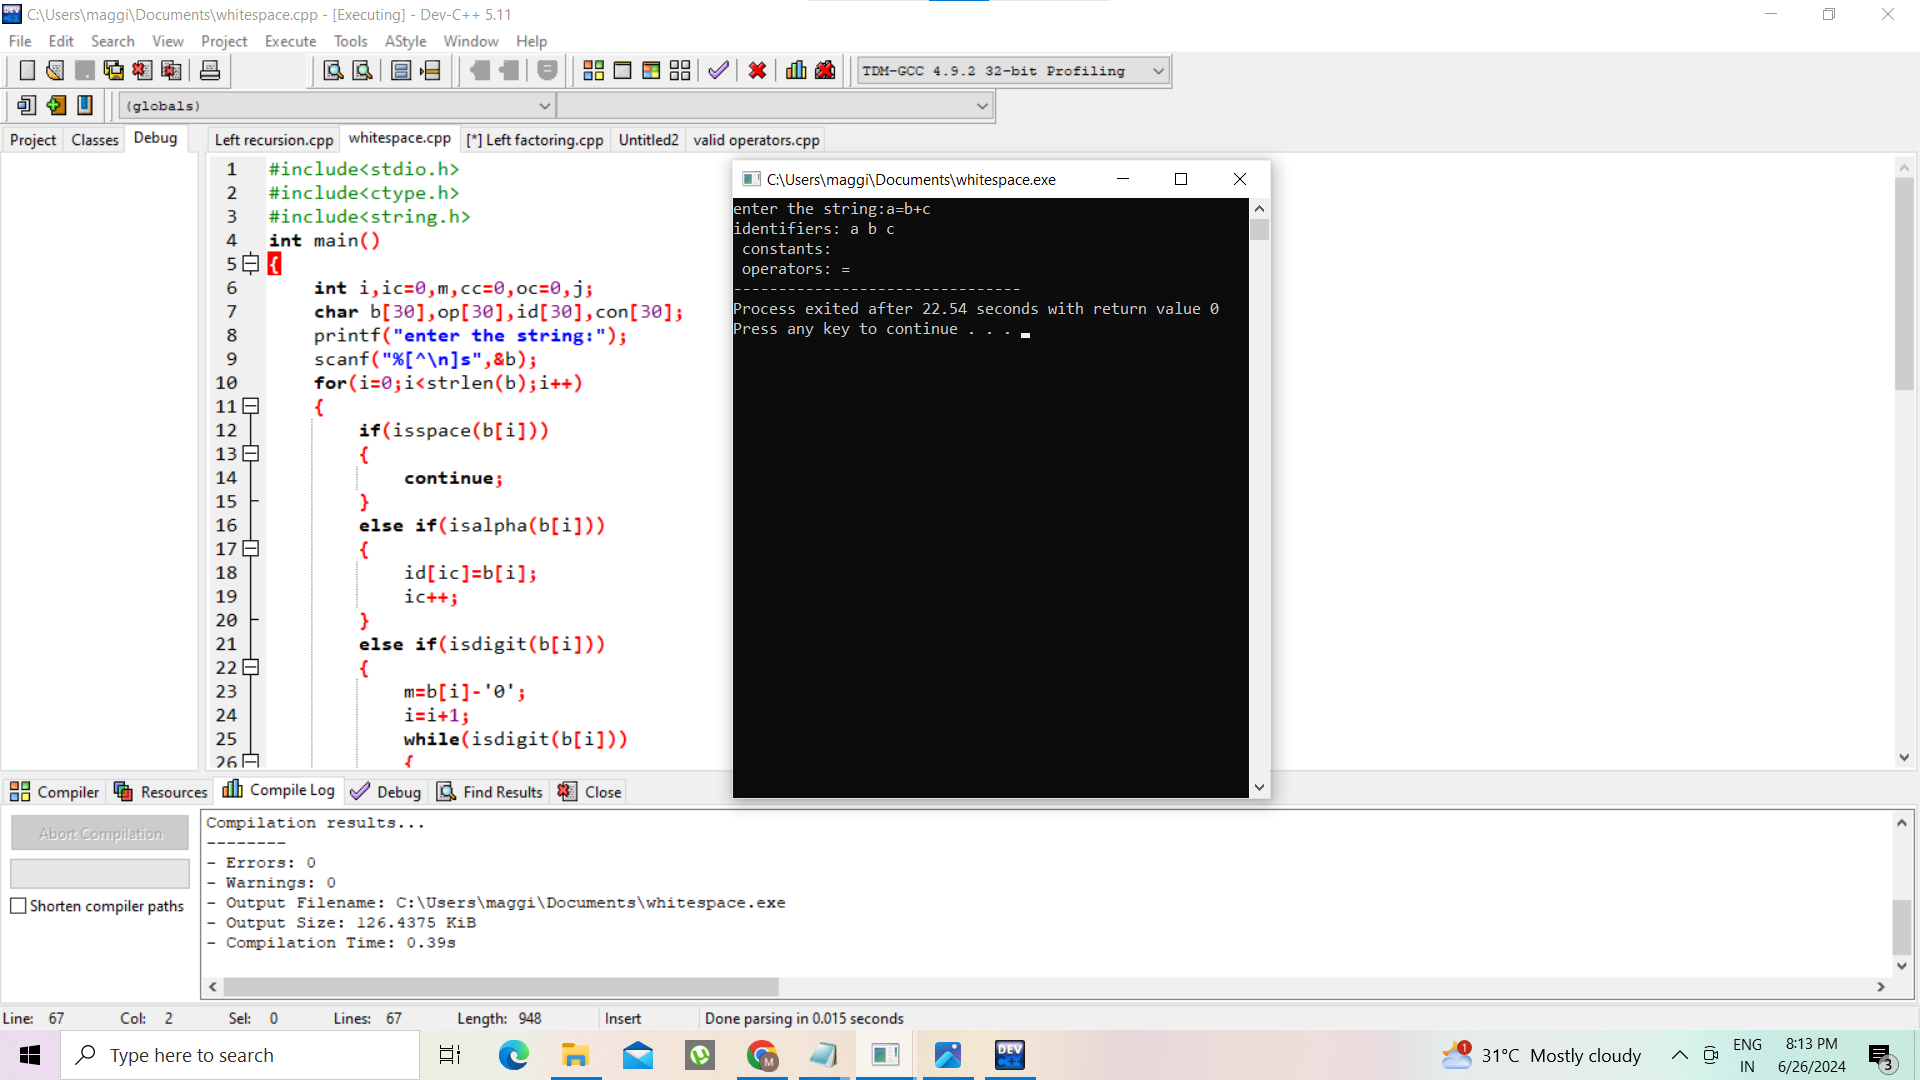 C:\Users\maggi\Documents\whitespace.cpp - [Executing] - Dev-C++ 5.11
File Edit Search View Project Execute Tools AStyle Window Help
TDM-GCC 4.9.2 32-bit Profiling
(globals)
Project Classes Debug
Left recursion.cpp whitespace.cpp [*] Left factoring.cpp Untitled2 valid operators.cpp
1 #include<stdio.h>
2 #include<ctype.h>
3 #include<string.h>
4 int main()
5 {
6 int i,ic=0,m,cc=0,oc=0,j;
7 char b[30],op[30],id[30],con[30];
8 printf("enter the string:");
9 scanf("%[^\n]s",&b);
10 for(i=0;i<strlen(b);i++)
11 {
12 if(isspace(b[i]))
13 {
14 continue;
15 }
16 else if(isalpha(b[i]))
17 {
18 id[ic]=b[i];
19 ic++;
20 }
21 else if(isdigit(b[i]))
22 {
23 m=b[i]-'0';
24 i=i+1;
25 while(isdigit(b[i]))
26 {
C:\Users\maggi\Documents\whitespace.exe
enter the string:a=b+c
identifiers: a b c
constants:
operators: =
--------------------------------
Process exited after 22.54 seconds with return value 0
Press any key to continue . . .
Compiler Resources Compile Log Debug Find Results Close
Abort Compilation
Shorten compiler paths
Compilation results...
--------
- Errors: 0
- Warnings: 0
- Output Filename: C:\Users\maggi\Documents\whitespace.exe
- Output Size: 126.4375 KiB
- Compilation Time: 0.39s
Line: 67 Col: 2 Sel: 0 Lines: 67 Length: 948 Insert Done parsing in 0.015 seconds
Type here to search
M
DEV
1
31°C Mostly cloudy
ENG
IN
8:13 PM
6/26/2024
3